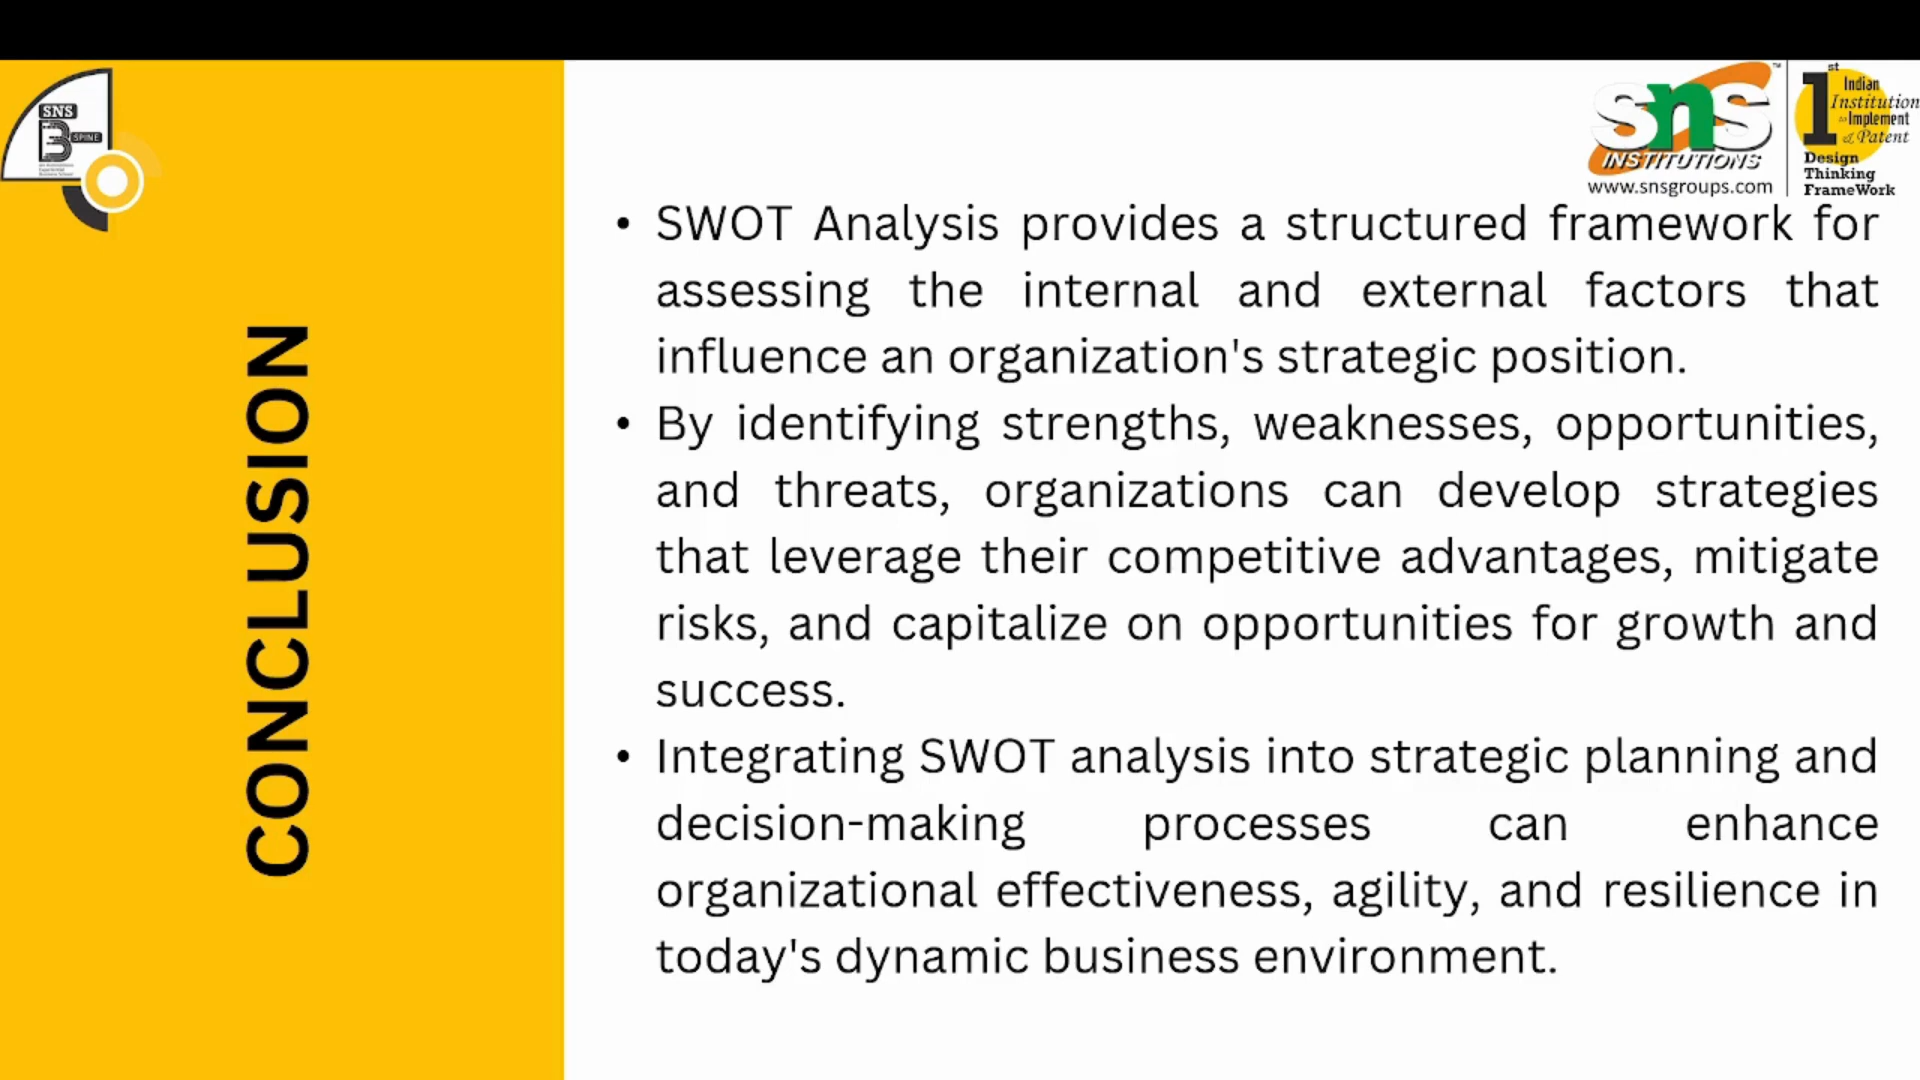 SNS
B
SPINE
sns
INSTITUTIONS
www.snsgroups.com
1st
Indian
Institution
to Implement
& Patent
Design
Thinking
FrameWork
CONCLUSION
• SWOT Analysis provides a structured framework for
assessing the internal and external factors that
influence an organization's strategic position.
• By identifying strengths, weaknesses, opportunities,
and threats, organizations can develop strategies
that leverage their competitive advantages, mitigate
risks, and capitalize on opportunities for growth and
success.
• Integrating SWOT analysis into strategic planning and
decision-making processes can enhance
organizational effectiveness, agility, and resilience in
today's dynamic business environment.